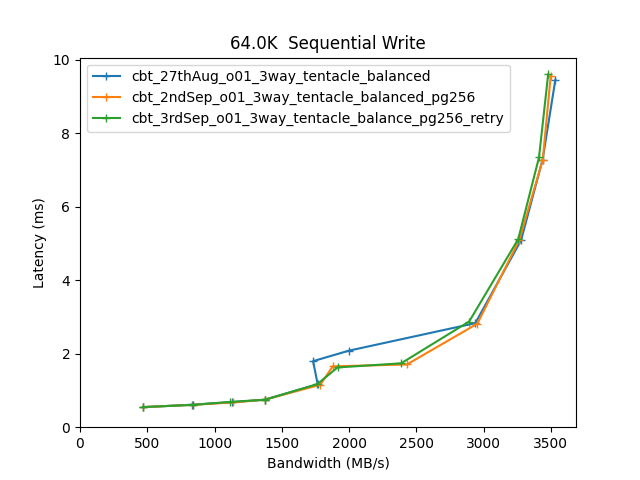 64.0K  Sequential Write
cbt_27thAug_o01_3way_tentacle_balanced
cbt_2ndSep_o01_3way_tentacle_balanced_pg256
cbt_3rdSep_o01_3way_tentacle_balance_pg256_retry
Latency (ms)
10
8
6
4
2
0
0 500 1000 1500 2000 2500 3000 3500
Bandwidth (MB/s)